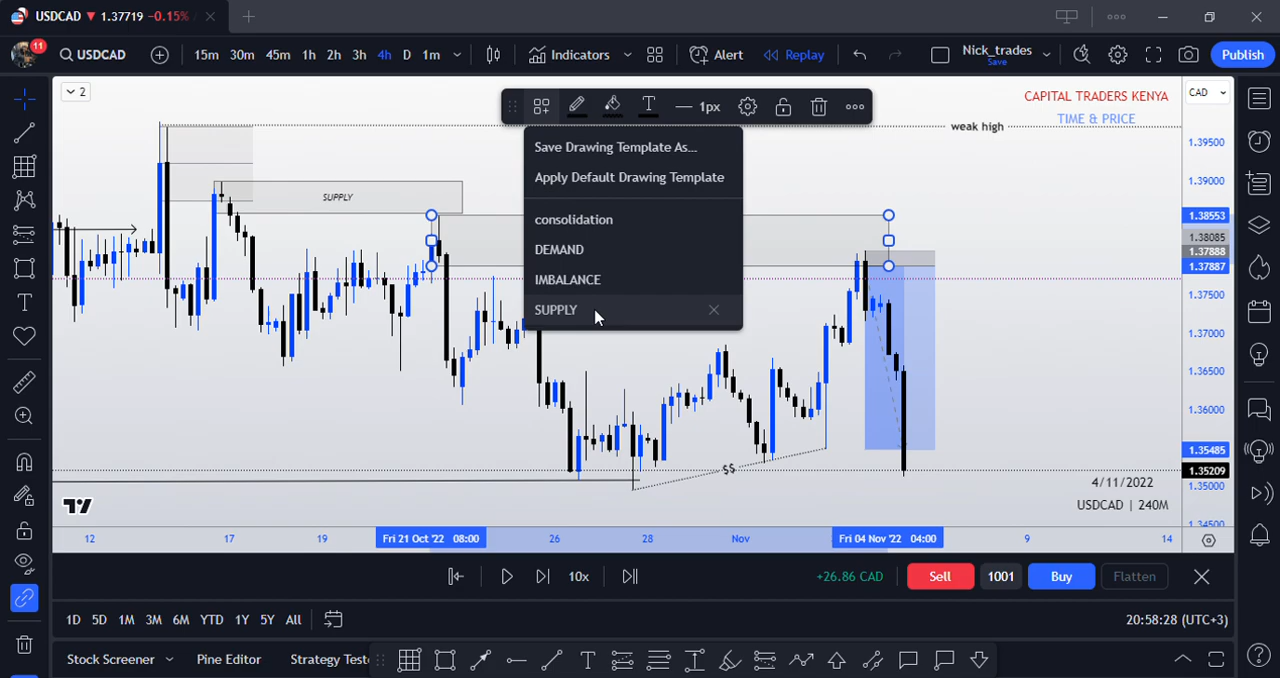 USDCAD ▼ 1.37719 -0.15%
11
USDCAD
15m 30m 45m 1h 2h 3h 4h D 1m
Indicators
Alert
Replay
Nick_trades
Save
Publish
2
1px
CAPITAL TRADERS KENYA
TIME & PRICE
CAD
weak high
Save Drawing Template As...
Apply Default Drawing Template
consolidation
DEMAND
IMBALANCE
SUPPLY
SUPPLY
$$
1.39500
1.39000
1.38553
1.38085
1.37888
1.37887
1.37500
1.37000
1.36500
1.36000
1.35485
1.35209
1.35000
1.34500
4/11/2022
USDCAD | 240M
12 17 19 Fri 21 Oct '22 08:00 26 28 Nov Fri 04 Nov '22 04:00 9 14
10x
+26.86 CAD
Sell 1001 Buy Flatten
1D 5D 1M 3M 6M YTD 1Y 5Y All
20:58:28 (UTC+3)
Stock Screener Pine Editor Strategy Test